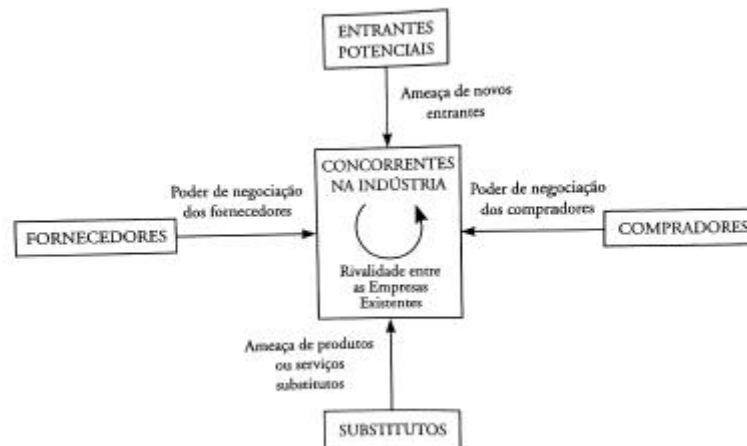 ENTRANTES
POTENCIAIS
Ameaça de novos
entrantes
CONCORRENTES
NA INDÚSTRIA
Poder de negociação
dos fornecedores
Poder de negociação
dos compradores
FORNECEDORES
COMPRADORES
Rivalidade entre
as Empresas
Existentes
Ameaça de produtos
ou serviços
substitutos
SUBSTITUTOS